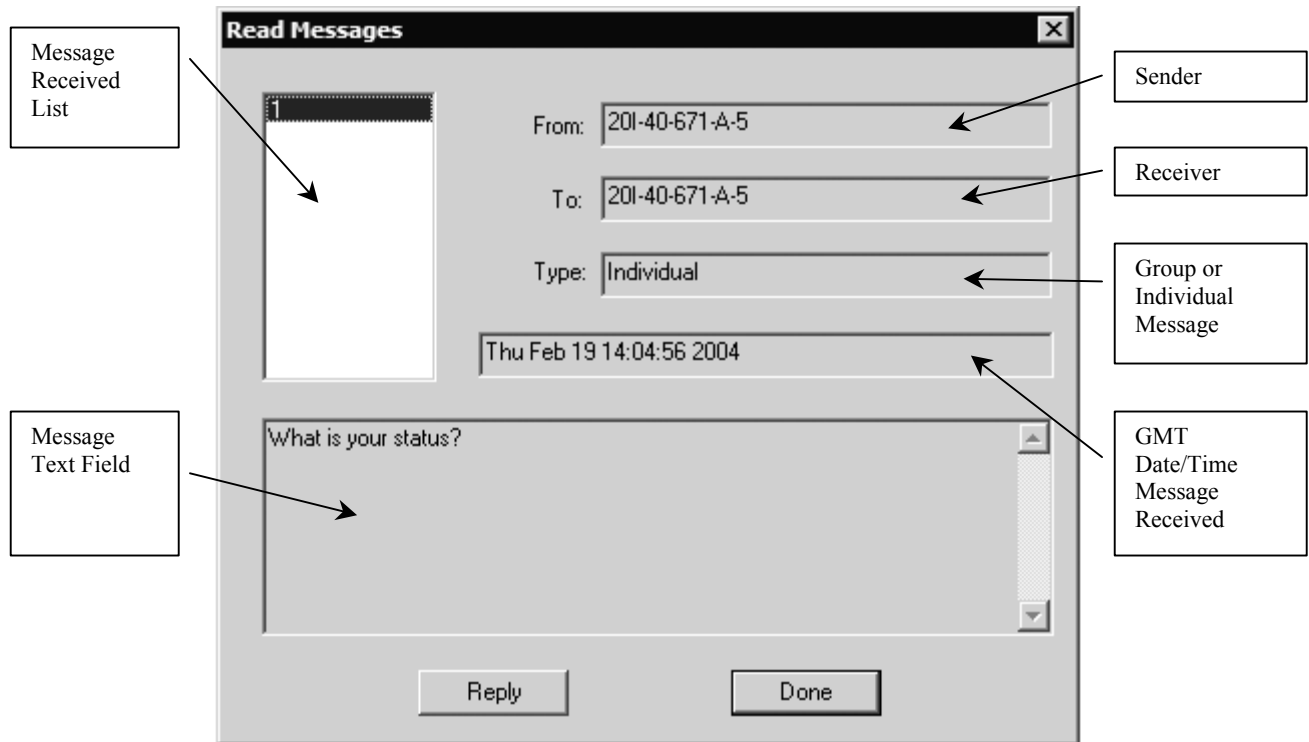 Read Messages
Message
Received
List
1
From: 20I-40-671-A-5
Sender
To: 20I-40-671-A-5
Receiver
Type: Individual
Group or
Individual
Message
Thu Feb 19 14:04:56 2004
Message
Text Field
What is your status?
GMT
Date/Time
Message
Received
Reply
Done